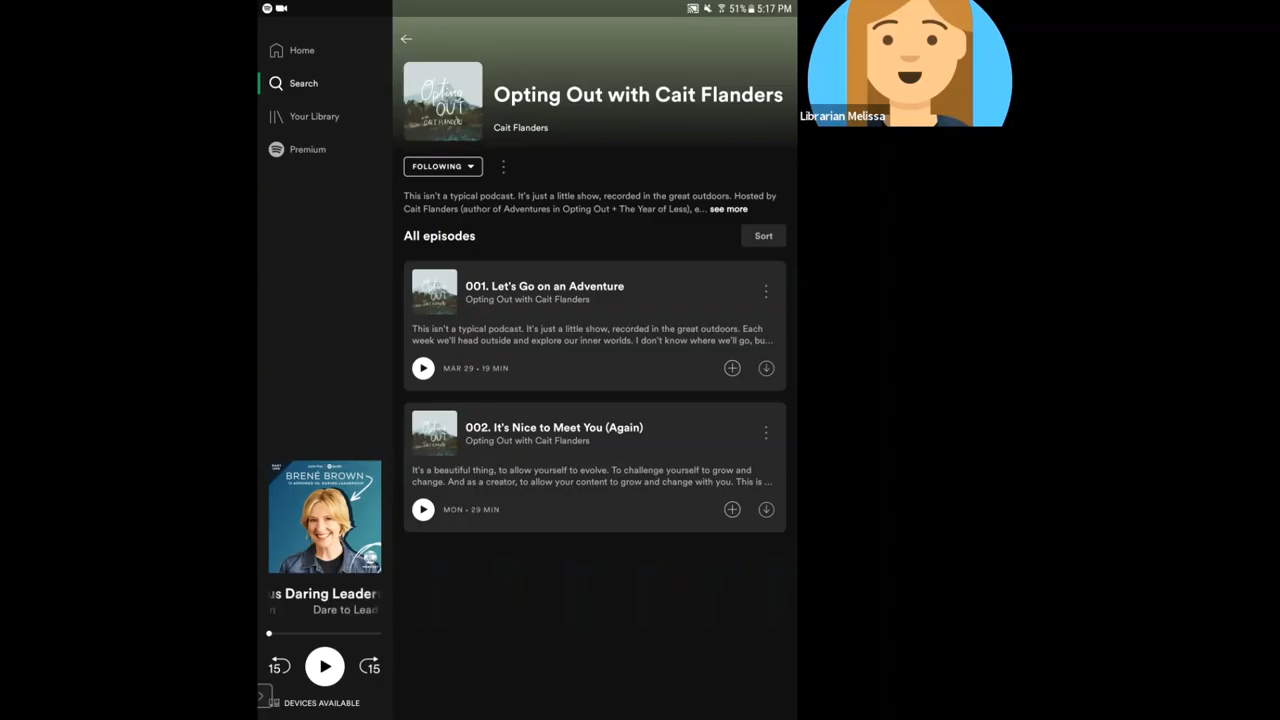 51% 5:17 PM
Home
Search
Your Library
Premium
Opting
OUT
CAIT FLANDERS
Opting Out with Cait Flanders
Cait Flanders
FOLLOWING
This isn't a typical podcast. It's just a little show, recorded in the great outdoors. Hosted by
Cait Flanders (author of Adventures in Opting Out + The Year of Less), e... see more
All episodes
Sort
001. Let's Go on an Adventure
Opting Out with Cait Flanders
This isn't a typical podcast. It's just a little show, recorded in the great outdoors. Each
week we'll head outside and explore our inner worlds. I don't know where we'll go, bu...
MAR 29 • 19 MIN
002. It's Nice to Meet You (Again)
Opting Out with Cait Flanders
It's a beautiful thing, to allow yourself to evolve. To challenge yourself to grow and
change. And as a creator, to allow your content to grow and change with you. This is ...
MON • 29 MIN
BRENÉ BROWN
us Daring Leader
Dare to Lead
15
15
DEVICES AVAILABLE
Librarian Melissa